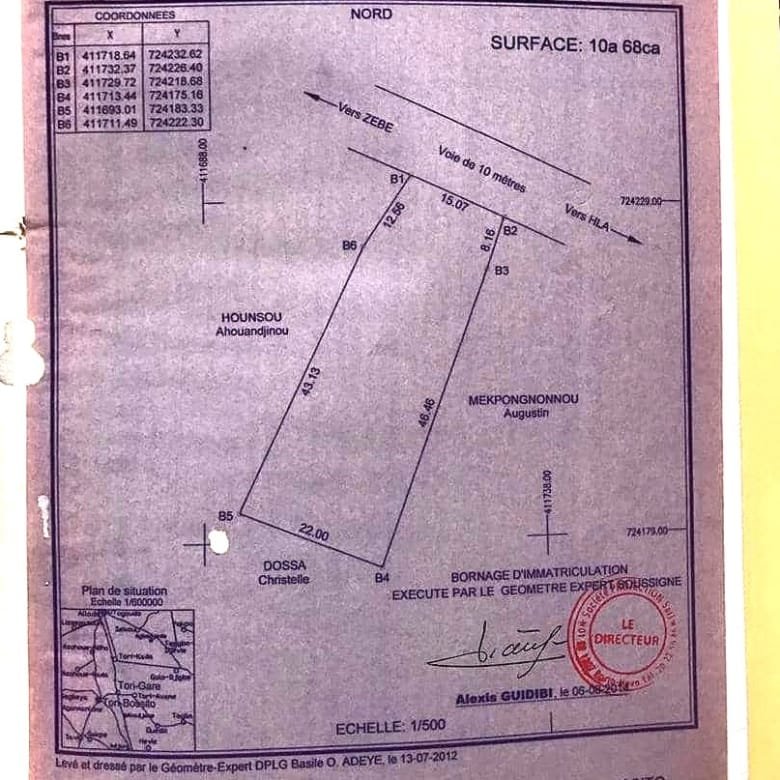 COORDONNEES
Bnes X Y
B1 411718.64 724232.62
B2 411732.37 724226.40
B3 411729.72 724218.68
B4 411713.44 724175.16
B5 411693.01 724183.33
B6 411711.49 724222.30
NORD
SURFACE: 10a 68ca
Vers ZEBE
Voie de 10 mètres
Vers HLA
411688.00
724229.00
B1
15.07
B2
12.56
8.16
B6
B3
HOUNSOU
Ahouandjinou
43.13
46.46
MEKPONGNONNOU
Augustin
411738.00
B5
22.00
724179.00
DOSSA
Christelle
B4
BORNAGE D'IMMATRICULATION
EXECUTE PAR LE GEOMETRE EXPERT SOUSSIGNE
Plan de situation
Echelle 1/600000
Tori-Gare
Tori-Bossito
LE
DIRECTEUR
Alexis GUIDIBI, le
ECHELLE: 1/500
Levé et dressé par le Géomètre-Expert DPLG Basile O. ADEYE, le 13-07-2012